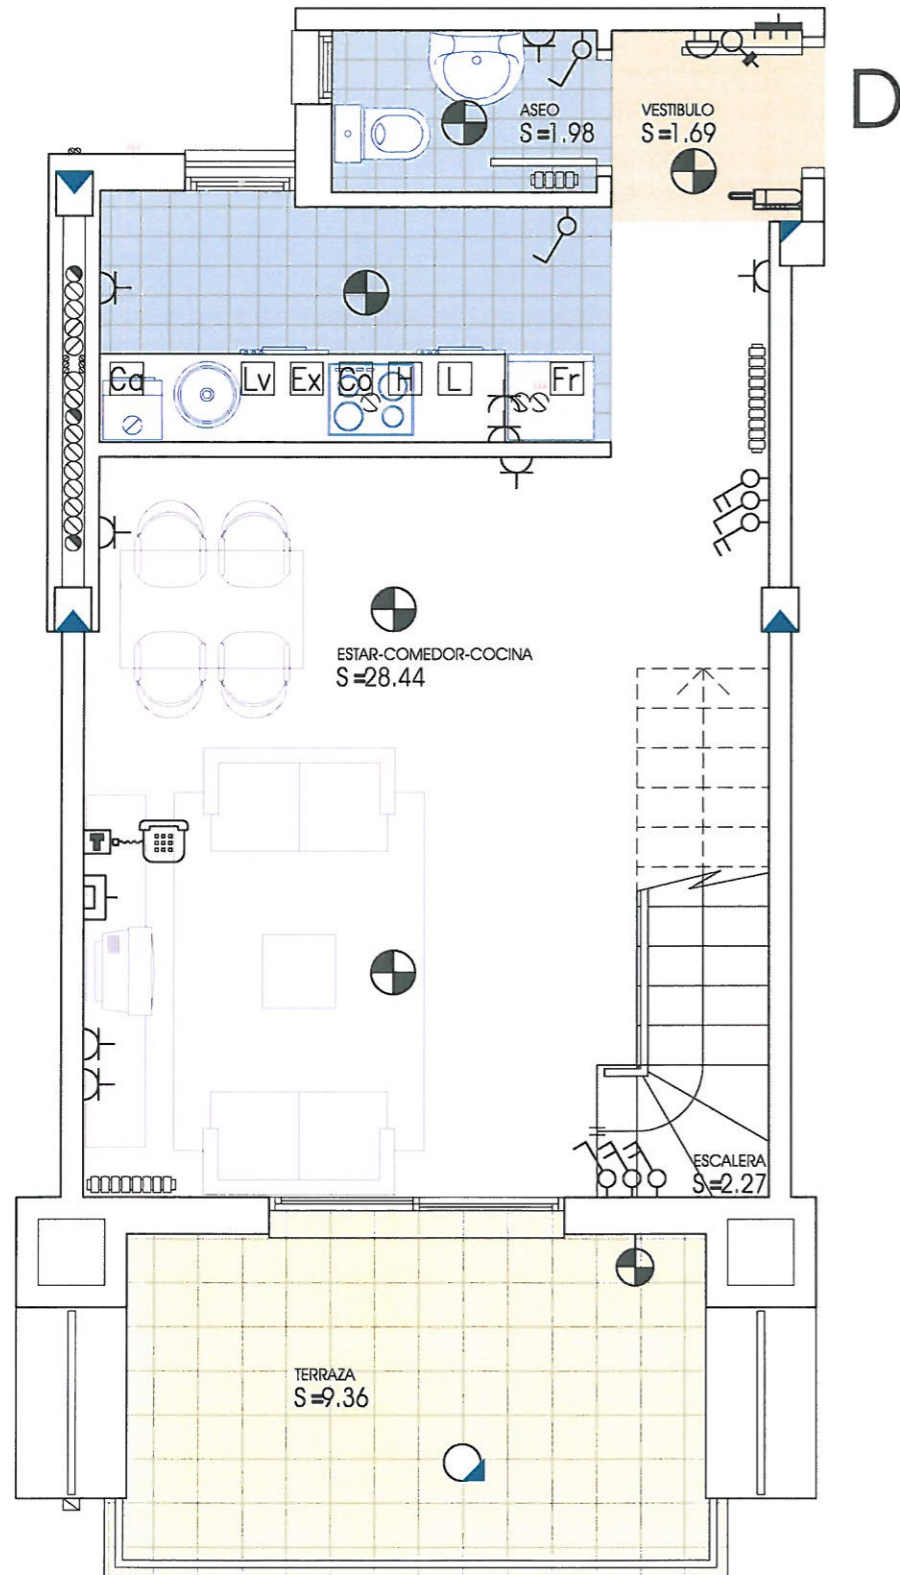 D
ASEO
S=1.98
VESTIBULO
S=1.69
Ca Lv Ex Co H L Fr
ESTAR-COMEDOR-COCINA
S=28.44
T
ESCALERA
S=2.27
TERRAZA
S=9.36